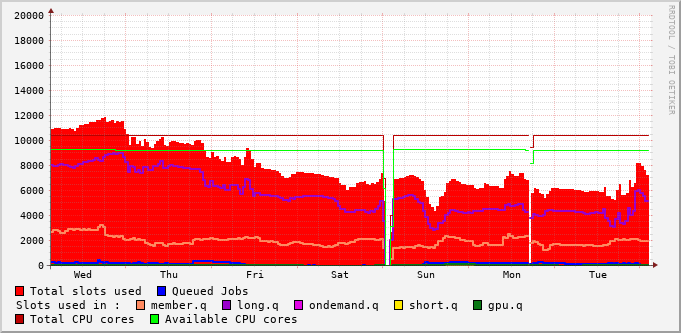 20000
18000
16000
14000
12000
10000
8000
6000
4000
2000
0
Wed Thu Fri Sat Sun Mon Tue
RRDTOOL / TOBI OETIKER
Total slots used Queued Jobs
Slots used in : member.q long.q ondemand.q short.q gpu.q
Total CPU cores Available CPU cores